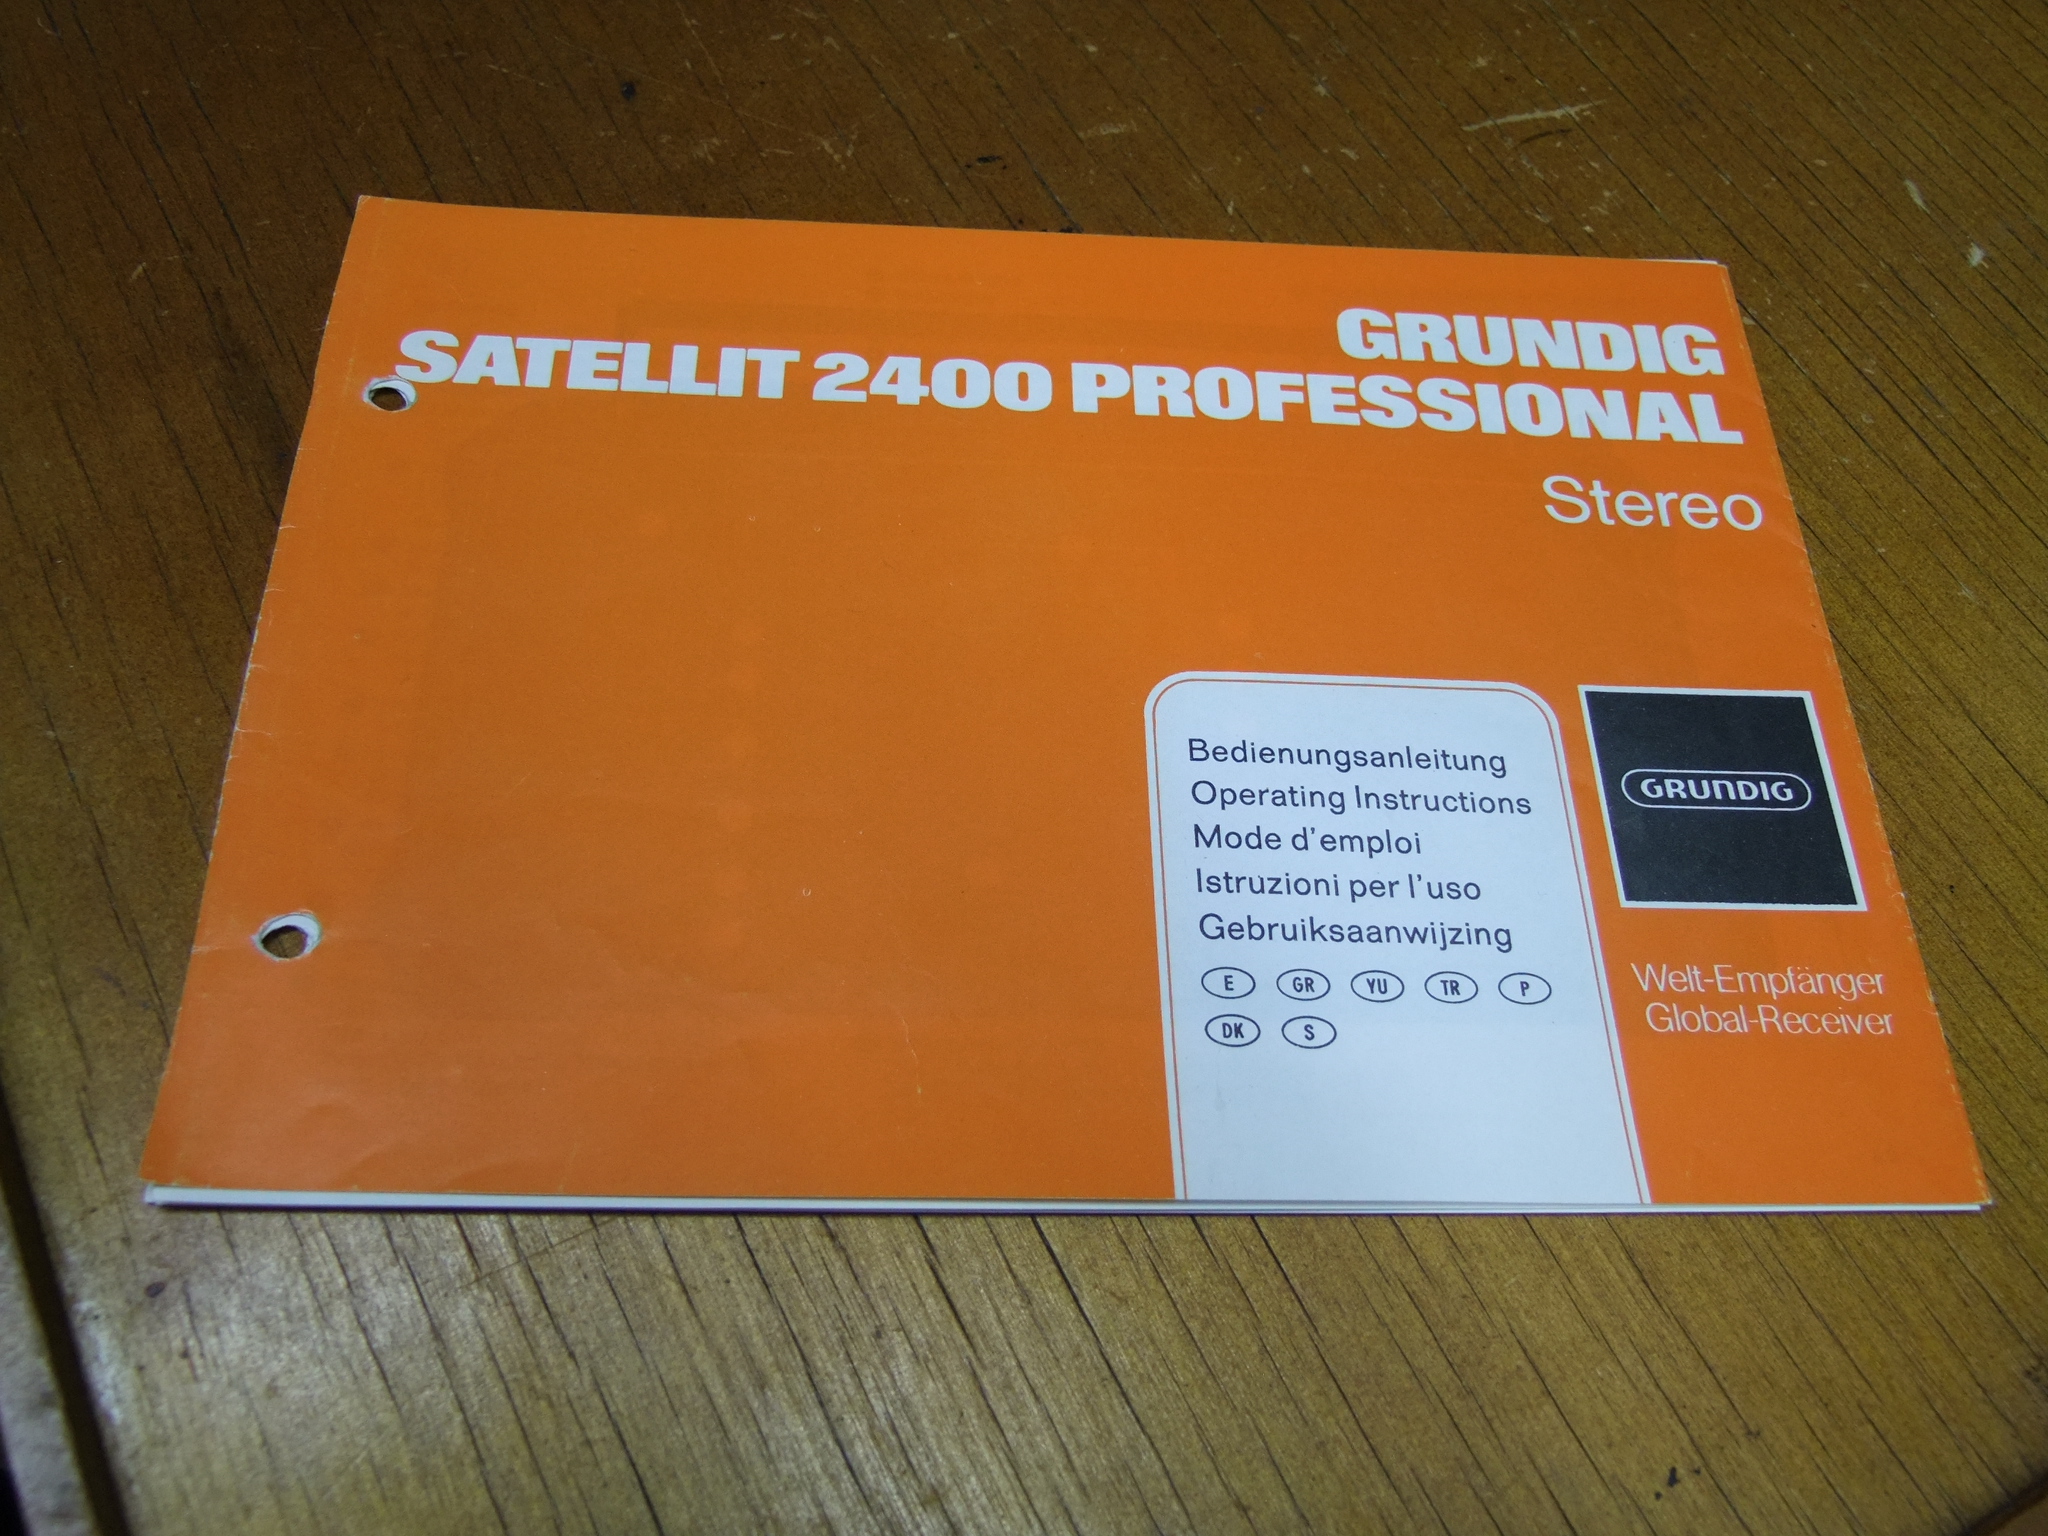 GRUNDIG
SATELLIT 2400 PROFESSIONAL
Stereo
Bedienungsanleitung
Operating Instructions
Mode d'emploi
Istruzioni per l'uso
Gebruiksaanwijzing
E GR YU TR P
DK S
GRUNDIG
Welt-Empfänger
Global-Receiver